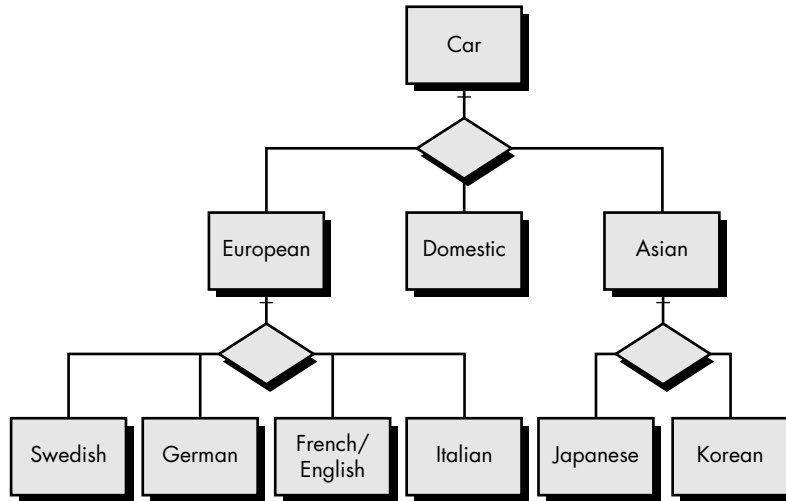 Car
European
Domestic
Asian
Swedish
German
French/
English
Italian
Japanese
Korean